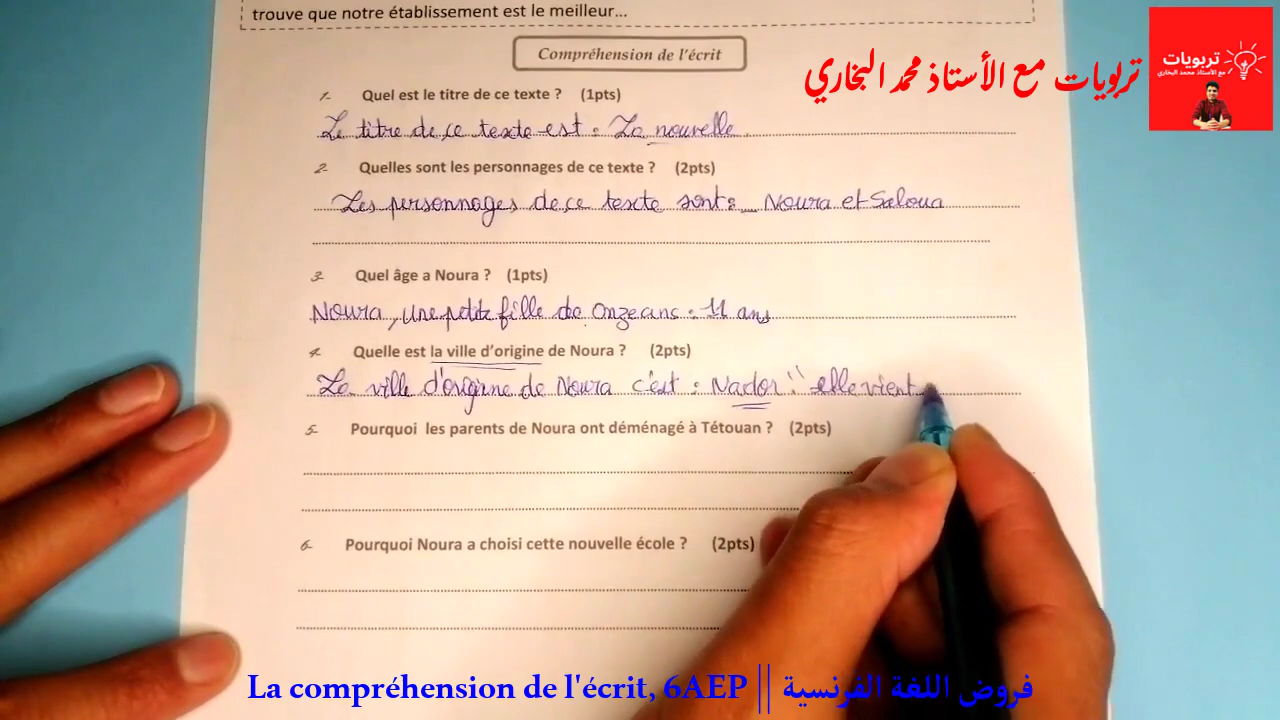 trouve que notre établissement est le meilleur...
Compréhension de l'écrit
تربويات مع الأستاذ محمد البخاري
تربويات
مع الاستاذ محمد البخاري
1- Quel est le titre de ce texte ? (1pts)
Le titre de ce texte est : La nouvelle
2- Quelles sont les personnages de ce texte ? (2pts)
Les personnages de ce texte sont : Noura et Saloua
3- Quel âge a Noura ? (1pts)
Noura, une petite fille de onze ans : 11 ans
4- Quelle est la ville d'origine de Noura ? (2pts)
La ville d'origine de Noura c'est : Nador " elle vient
5- Pourquoi les parents de Noura ont déménagé à Tétouan ? (2pts)
6- Pourquoi Noura a choisi cette nouvelle école ? (2pts)
La compréhension de l'écrit, 6AEP || فروض اللغة الفرنسية